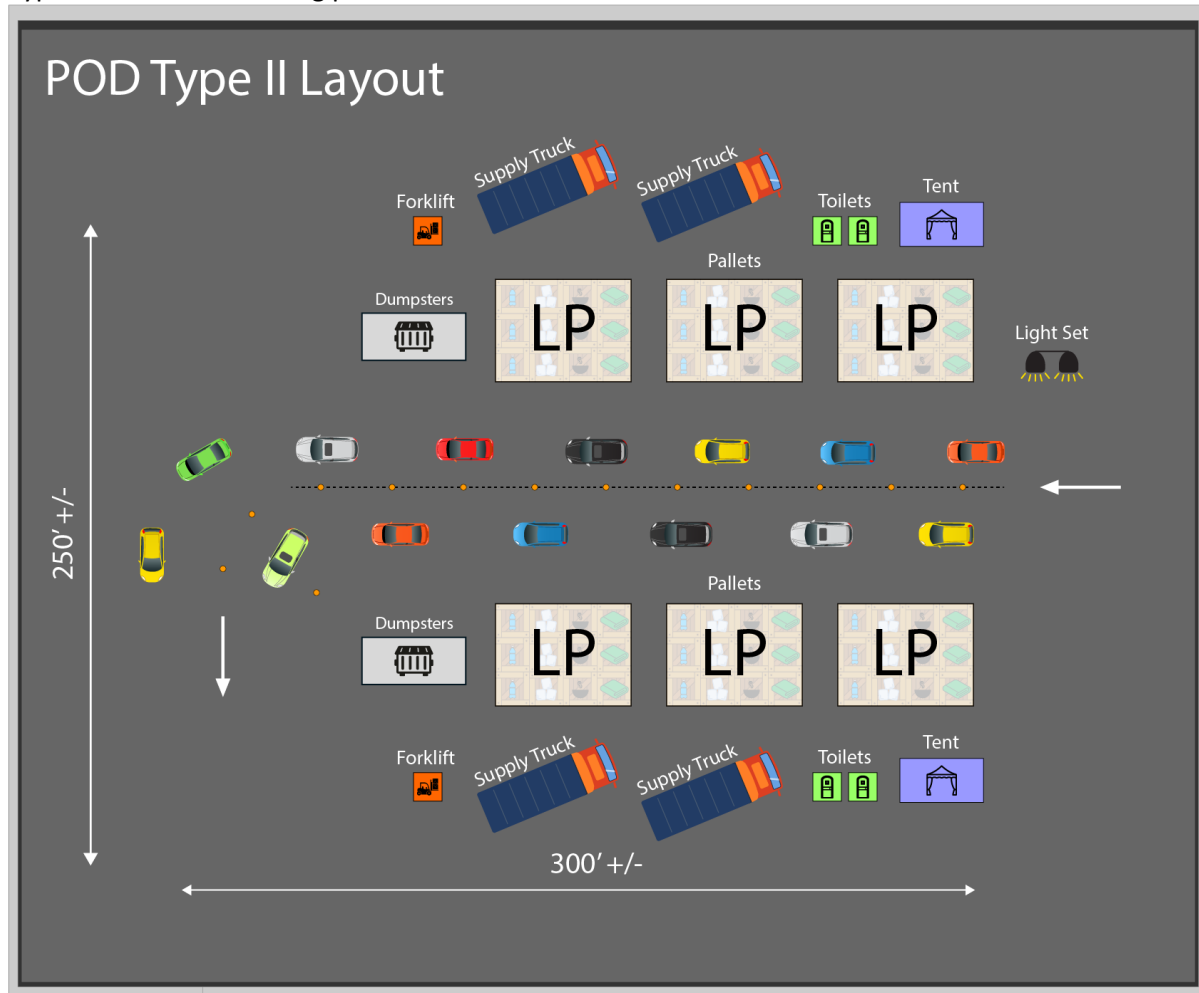 POD Type II Layout
Supply Truck
Supply Truck
Forklift
Toilets
Tent
Pallets
Dumpsters
LP
LP
LP
Light Set
250' +/-
Pallets
Dumpsters
LP
LP
LP
Forklift
Supply Truck
Supply Truck
Toilets
Tent
300' +/-